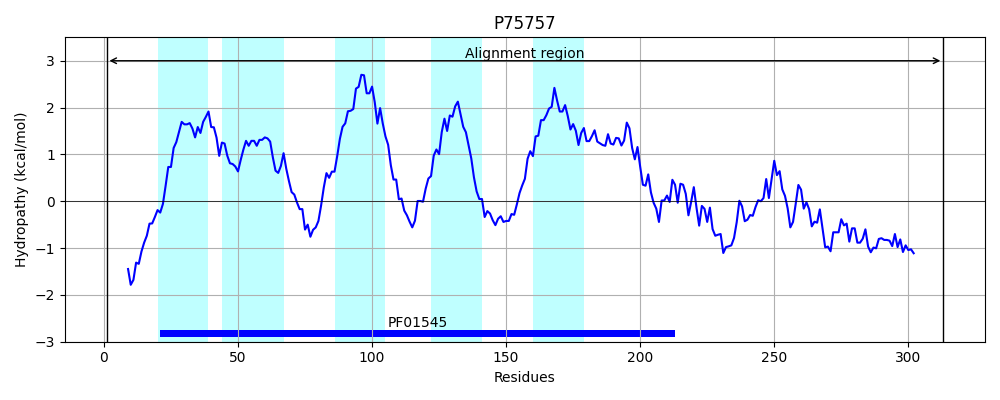 P75757
Alignment region
3
2
1
0
−1
−2
−3
Hydropathy (kcal/mol)
PF01545
0 50 100 150 200 250 300
Residues